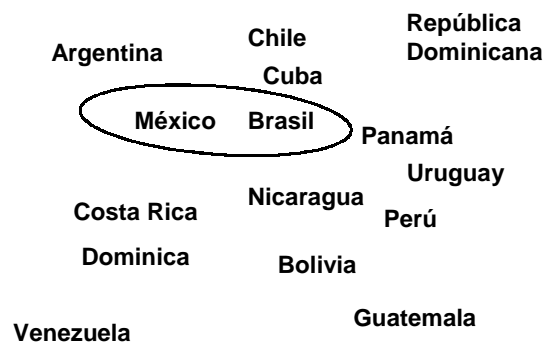 República
Dominicana
Chile
Argentina
Cuba
México Brasil
Panamá
Uruguay
Nicaragua
Costa Rica
Perú
Dominica
Bolivia
Guatemala
Venezuela